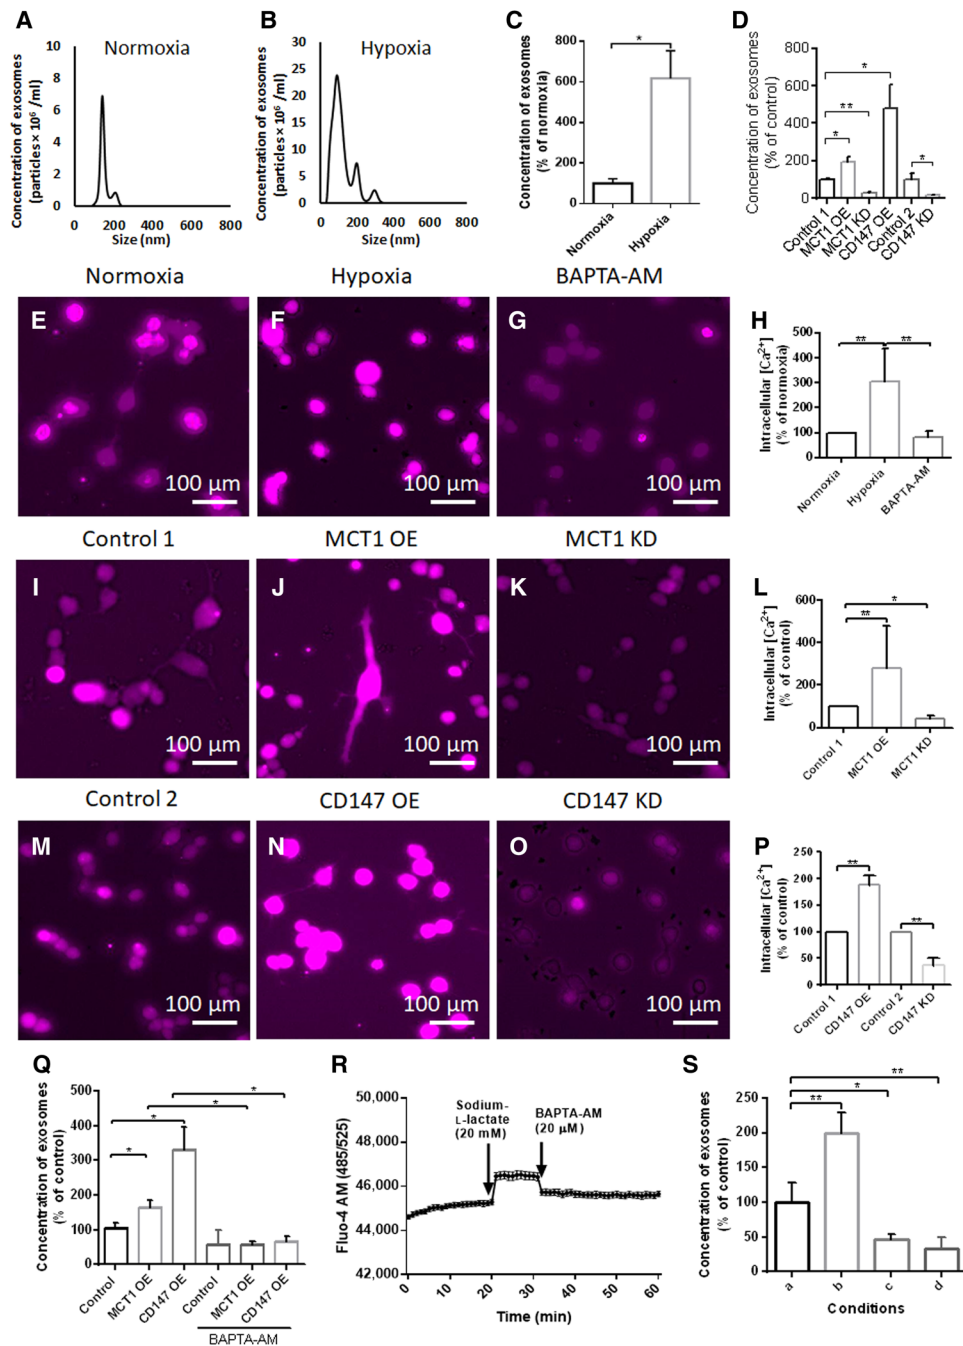 A
Normoxia
Concentration of exosomes
(particles × 10⁶ /ml)
10
8
6
4
2
0
0 200 400 600 800
Size (nm)
B
Hypoxia
Concentration of exosomes
(particles × 10⁶ /ml)
30
25
20
15
10
5
0
0 200 400 600 800
Size (nm)
C
Concentration of exosomes
(% of normoxia)
800
600
400
200
0
*
Normoxia
Hypoxia
D
Concentration of exosomes
(% of control)
800
600
400
200
0
*
**
*
*
Control 1
MCT1 OE
MCT1 KD
CD147 OE
Control 2
CD147 KD
Normoxia
Hypoxia
BAPTA-AM
E
100 µm
F
100 µm
G
100 µm
H
Intracellular [Ca²⁺]
(% of normoxia)
500
400
300
200
100
0
**
**
Normoxia
Hypoxia
BAPTA-AM
Control 1
MCT1 OE
MCT1 KD
I
100 µm
J
100 µm
K
100 µm
L
Intracellular [Ca²⁺]
(% of control)
600
400
200
0
*
**
Control 1
MCT1 OE
MCT1 KD
Control 2
CD147 OE
CD147 KD
M
100 µm
N
100 µm
O
100 µm
P
Intracellular [Ca²⁺]
(% of control)
250
200
150
100
50
0
**
**
Control 1
CD147 OE
Control 2
CD147 KD
Q
Concentration of exosomes
(% of control)
500
400
300
200
100
0
*
*
*
*
Control
MCT1 OE
CD147 OE
Control
MCT1 OE
CD147 OE
BAPTA-AM
R
Fluo-4 AM (485/525)
50,000
48,000
46,000
44,000
42,000
Sodium-
L-lactate
(20 mM)
BAPTA-AM
(20 µM)
0 10 20 30 40 50 60
Time (min)
S
Concentration of exosomes
(% of control)
250
200
150
100
50
0
**
*
**
a b c d
Conditions